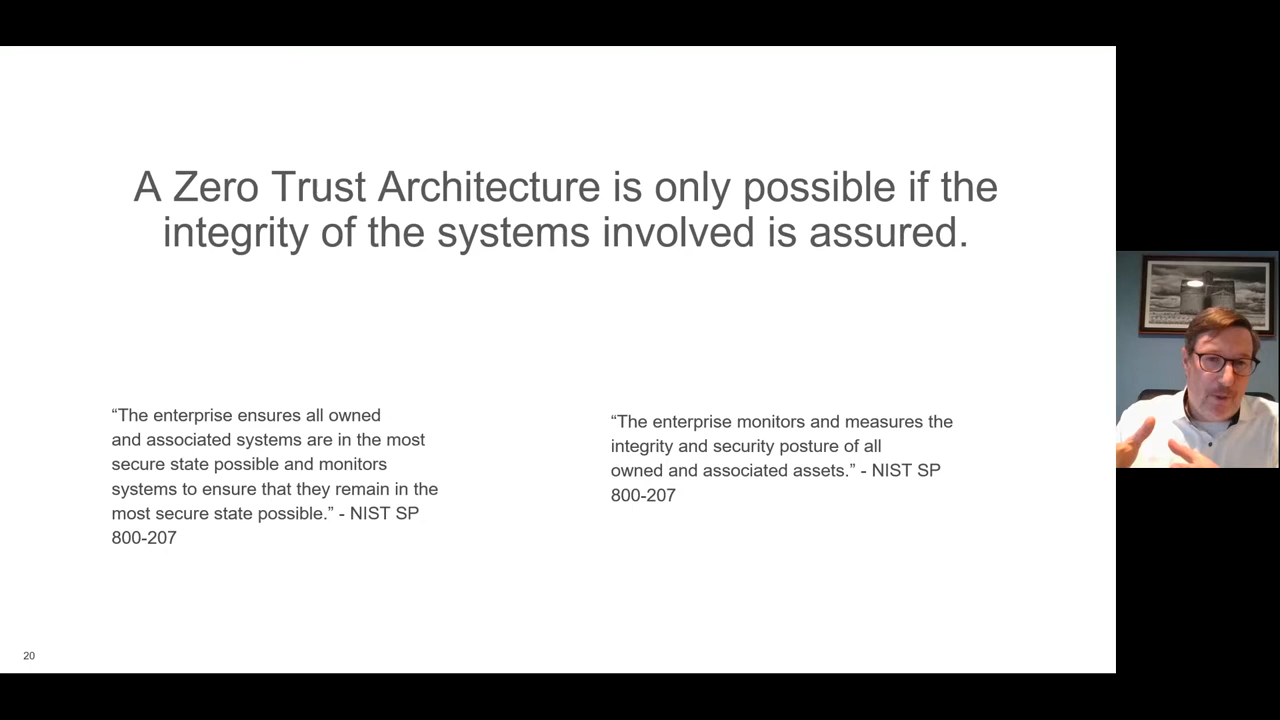 A Zero Trust Architecture is only possible if the
integrity of the systems involved is assured.
“The enterprise ensures all owned
and associated systems are in the most
secure state possible and monitors
systems to ensure that they remain in the
most secure state possible.” - NIST SP
800-207
“The enterprise monitors and measures the
integrity and security posture of all
owned and associated assets.” - NIST SP
800-207
20